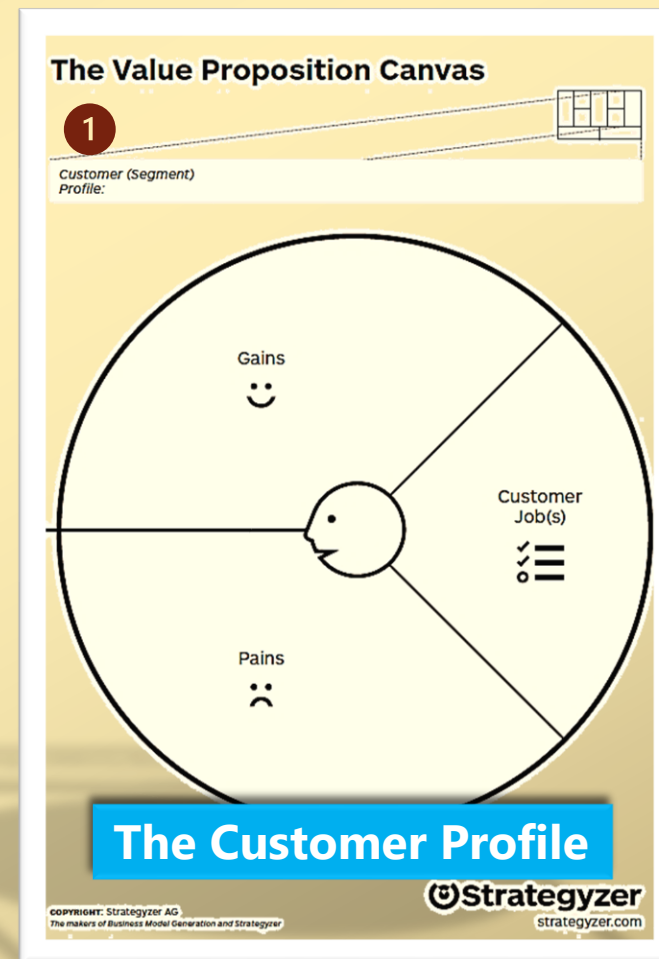 The Value Proposition Canvas
1
Customer (Segment)
Profile:
Gains
Customer
Job(s)
Pains
The Customer Profile
Strategyzer
strategyzer.com
COPYRIGHT: Strategyzer AG
The makers of Business Model Generation and Strategyzer